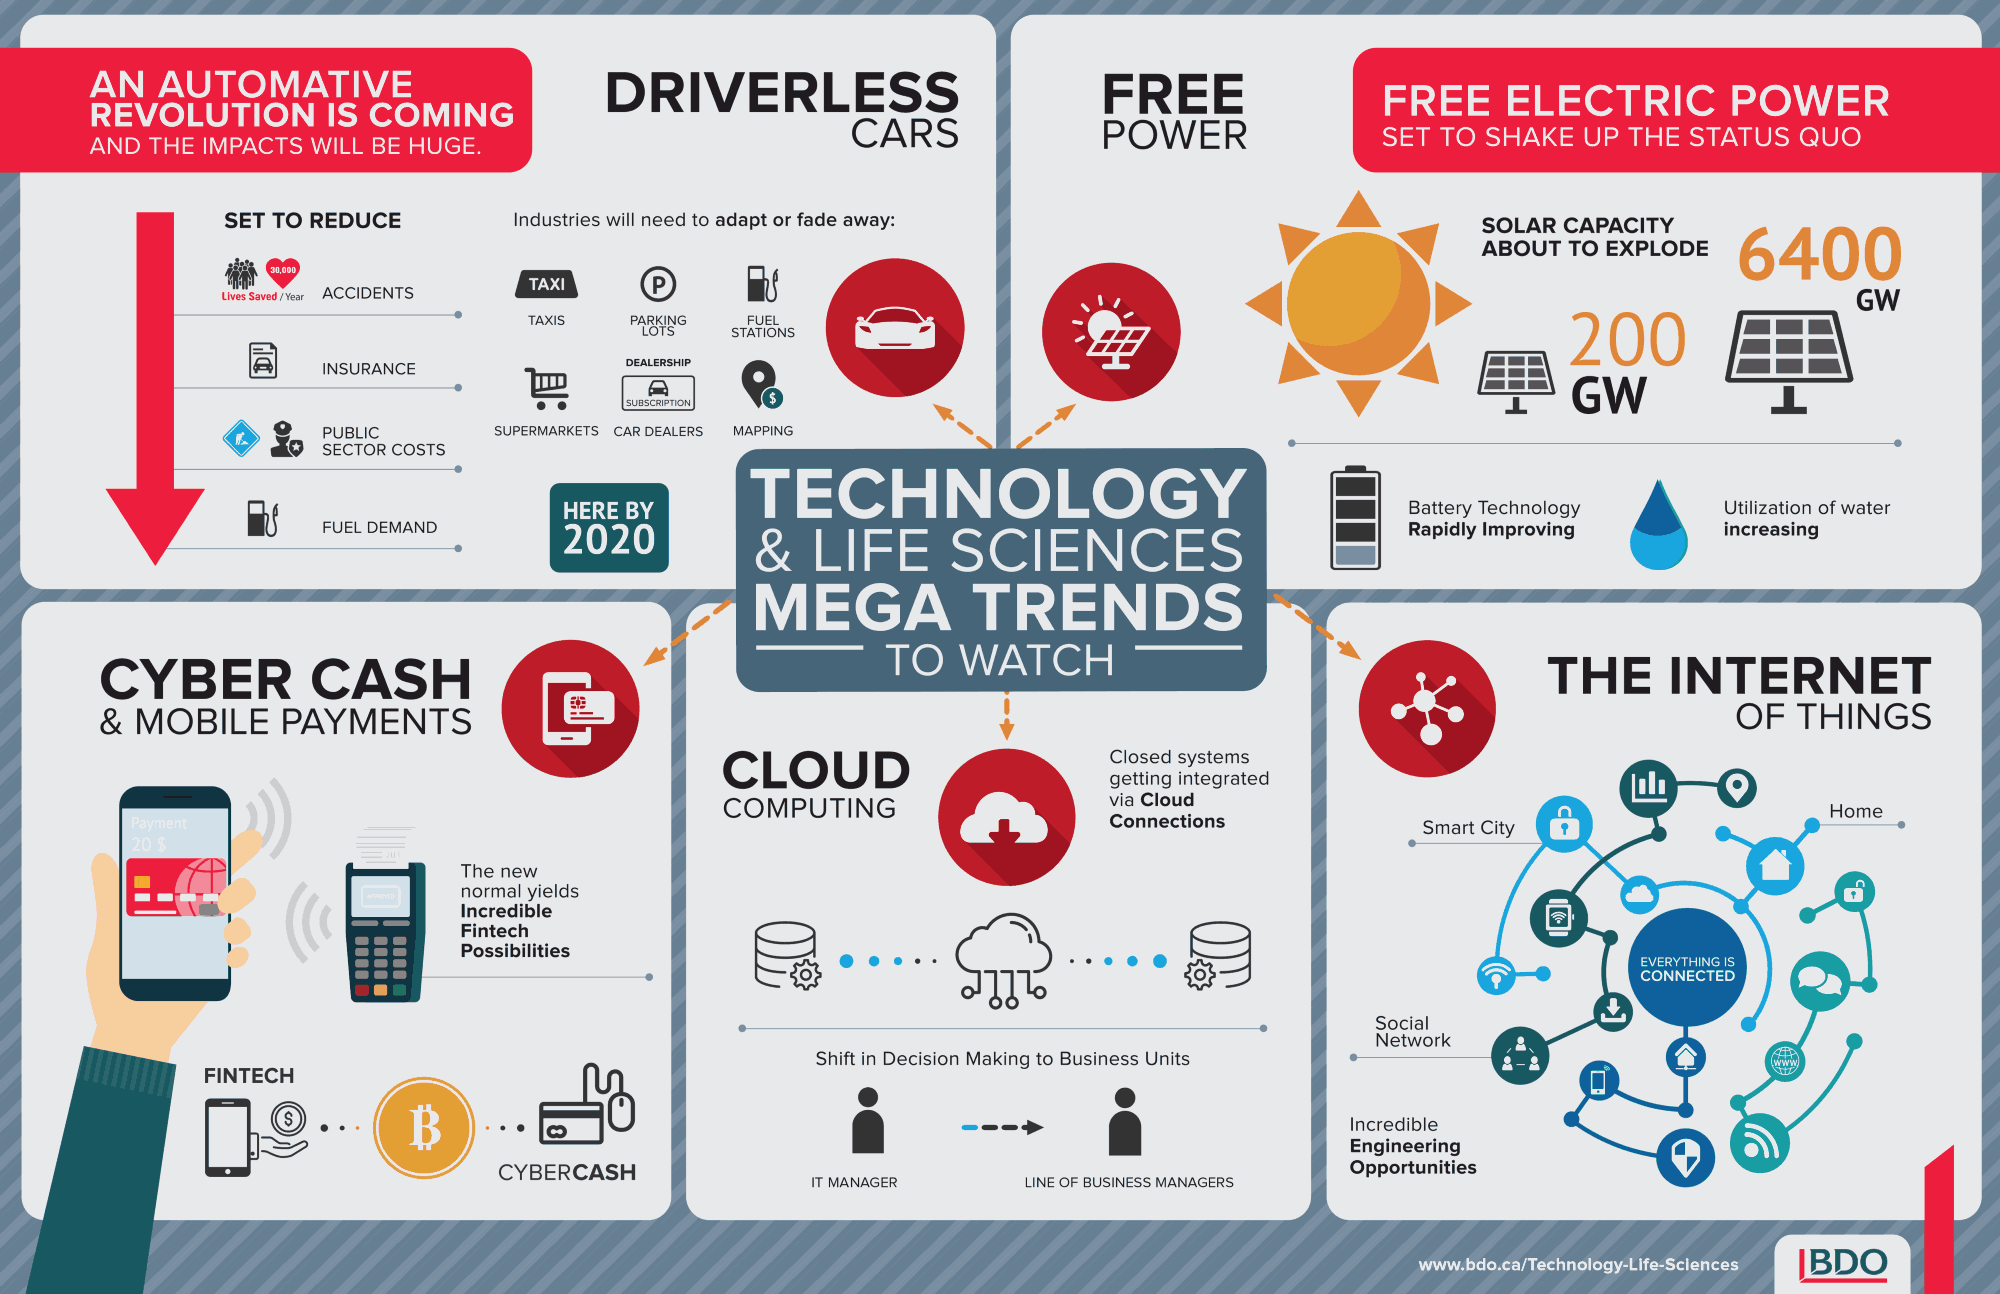 AN AUTOMATIVE
REVOLUTION IS COMING
AND THE IMPACTS WILL BE HUGE.
DRIVERLESS
CARS
SET TO REDUCE
30,000
Lives Saved / Year
ACCIDENTS
INSURANCE
PUBLIC
SECTOR COSTS
FUEL DEMAND
Industries will need to adapt or fade away:
TAXI
TAXIS
P
PARKING
LOTS
FUEL
STATIONS
SUPERMARKETS
DEALERSHIP
SUBSCRIPTION
CAR DEALERS
$
MAPPING
HERE BY
2020
FREE
POWER
FREE ELECTRIC POWER
SET TO SHAKE UP THE STATUS QUO
SOLAR CAPACITY
ABOUT TO EXPLODE
200
GW
6400
GW
Battery Technology
Rapidly Improving
Utilization of water
increasing
TECHNOLOGY
& LIFE SCIENCES
MEGA TRENDS
TO WATCH
CYBER CASH
& MOBILE PAYMENTS
Payment
20 $
The new
normal yields
Incredible
Fintech
Possibilities
FINTECH
$
B
CYBERCASH
CLOUD
COMPUTING
Closed systems
getting integrated
via Cloud
Connections
Shift in Decision Making to Business Units
IT MANAGER
LINE OF BUSINESS MANAGERS
THE INTERNET
OF THINGS
Smart City
Home
EVERYTHING IS
CONNECTED
Social
Network
WWW
Incredible
Engineering
Opportunities
www.bdo.ca/Technology-Life-Sciences
BDO